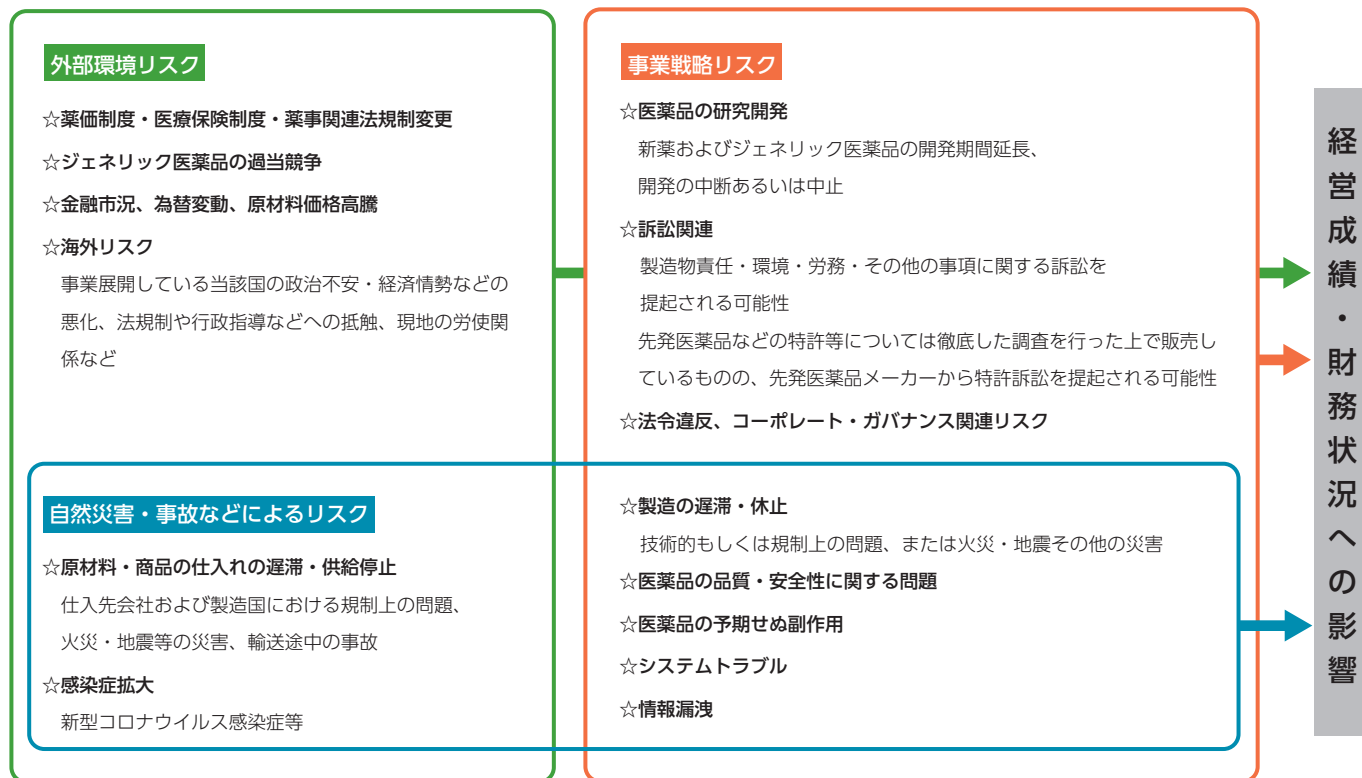 外部環境リスク
☆薬価制度・医療保険制度・薬事関連法規制変更
☆ジェネリック医薬品の過当競争
☆金融市況、為替変動、原材料価格高騰
☆海外リスク
事業展開している当該国の政治不安・経済情勢などの
悪化、法規制や行政指導などへの抵触、現地の労使関
係など
事業戦略リスク
☆医薬品の研究開発
新薬およびジェネリック医薬品の開発期間延長、
開発の中断あるいは中止
☆訴訟関連
製造物責任・環境・労務・その他の事項に関する訴訟を
提起される可能性
先発医薬品などの特許等については徹底した調査を行った上で販売し
ているものの、先発医薬品メーカーから特許訴訟を提起される可能性
☆法令違反、コーポレート・ガバナンス関連リスク
自然災害・事故などによるリスク
☆原材料・商品の仕入れの遅滞・供給停止
仕入先会社および製造国における規制上の問題、
火災・地震等の災害、輸送途中の事故
☆感染症拡大
新型コロナウイルス感染症等
☆製造の遅滞・休止
技術的もしくは規制上の問題、または火災・地震その他の災害
☆医薬品の品質・安全性に関する問題
☆医薬品の予期せぬ副作用
☆システムトラブル
☆情報漏洩
経営成績・財務状況への影響